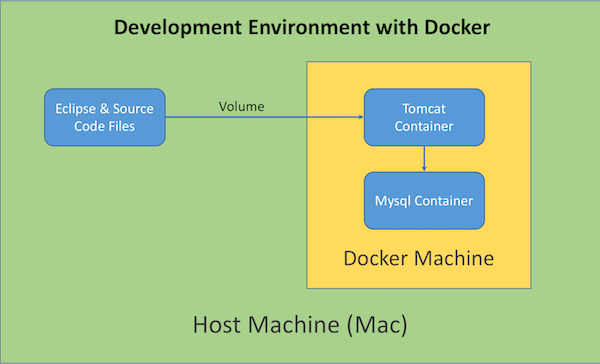 Development Environment with Docker
Eclipse & Source
Code Files
Volume
Tomcat
Container
Mysql Container
Docker Machine
Host Machine (Mac)